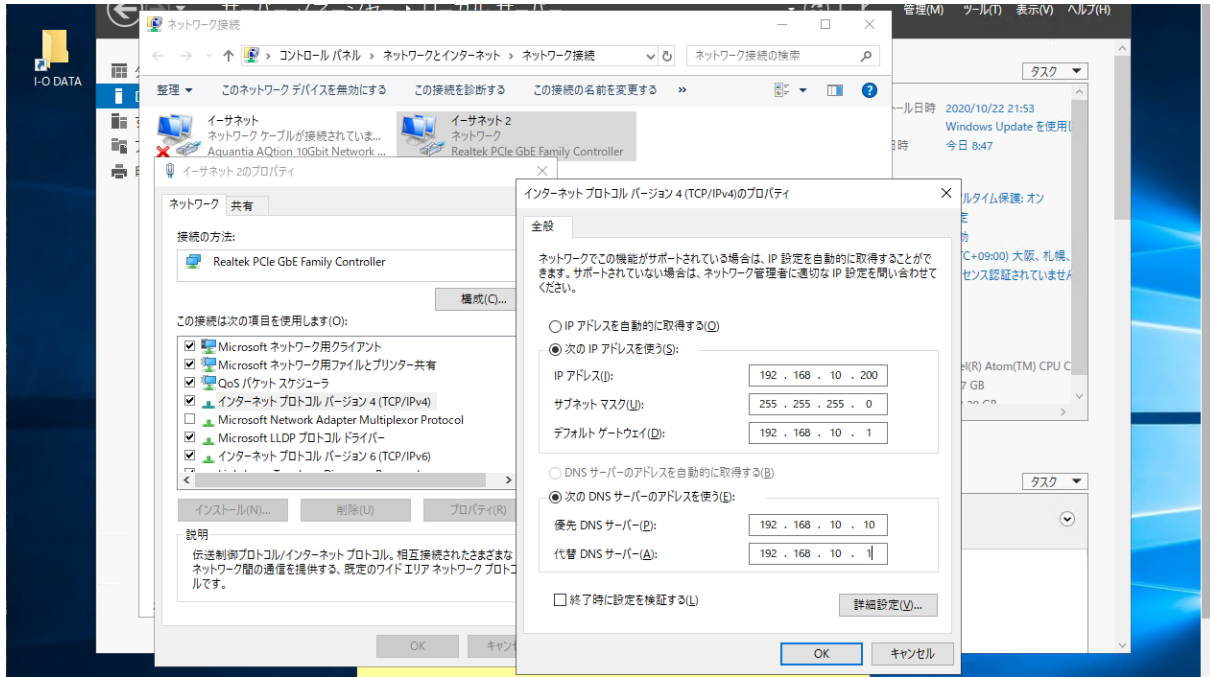 I-O DATA
管理(M) ツール(T) 表示(V) ヘルプ(H)
ネットワーク接続
コントロール パネル › ネットワークとインターネット › ネットワーク接続
ネットワーク接続の検索
整理 このネットワーク デバイスを無効にする この接続を診断する この接続の名前を変更する »
イーサネット
ネットワーク ケーブルが接続されていま...
Aquantia AQtion 10Gbit Network ...
イーサネット 2
ネットワーク
Realtek PCIe GbE Family Controller
タスク
ール日時 2020/10/22 21:53
Windows Update を使用
今日 8:47
イーサネット 2のプロパティ
ネットワーク 共有
接続の方法:
Realtek PCIe GbE Family Controller
構成(C)...
この接続は次の項目を使用します(O):
Microsoft ネットワーク用クライアント
Microsoft ネットワーク用ファイルとプリンター共有
QoS パケット スケジューラ
インターネット プロトコル バージョン 4 (TCP/IPv4)
Microsoft Network Adapter Multiplexor Protocol
Microsoft LLDP プロトコル ドライバー
インターネット プロトコル バージョン 6 (TCP/IPv6)
インストール(N)... 削除(U) プロパティ(R)
説明
伝送制御プロトコル/インターネット プロトコル。相互接続されたさまざまな
ネットワーク間の通信を提供する、既定のワイド エリア ネットワーク プロトコ
ルです。
OK キャン
インターネット プロトコル バージョン 4 (TCP/IPv4)のプロパティ
全般
ネットワークでこの機能がサポートされている場合は、IP 設定を自動的に取得することがで
きます。サポートされていない場合は、ネットワーク管理者に適切な IP 設定を問い合わせて
ください。
IP アドレスを自動的に取得する(O)
次の IP アドレスを使う(S):
IP アドレス(I): 192 . 168 . 10 . 200
サブネット マスク(U): 255 . 255 . 255 . 0
デフォルト ゲートウェイ(D): 192 . 168 . 10 . 1
DNS サーバーのアドレスを自動的に取得する(B)
次の DNS サーバーのアドレスを使う(E):
優先 DNS サーバー(P): 192 . 168 . 10 . 10
代替 DNS サーバー(A): 192 . 168 . 10 . 1
終了時に設定を検証する(L)
詳細設定(V)...
OK キャンセル
ルタイム保護: オン
C+09:00) 大阪、札幌、
センス認証されていません
el(R) Atom(TM) CPU C
7 GB
タスク